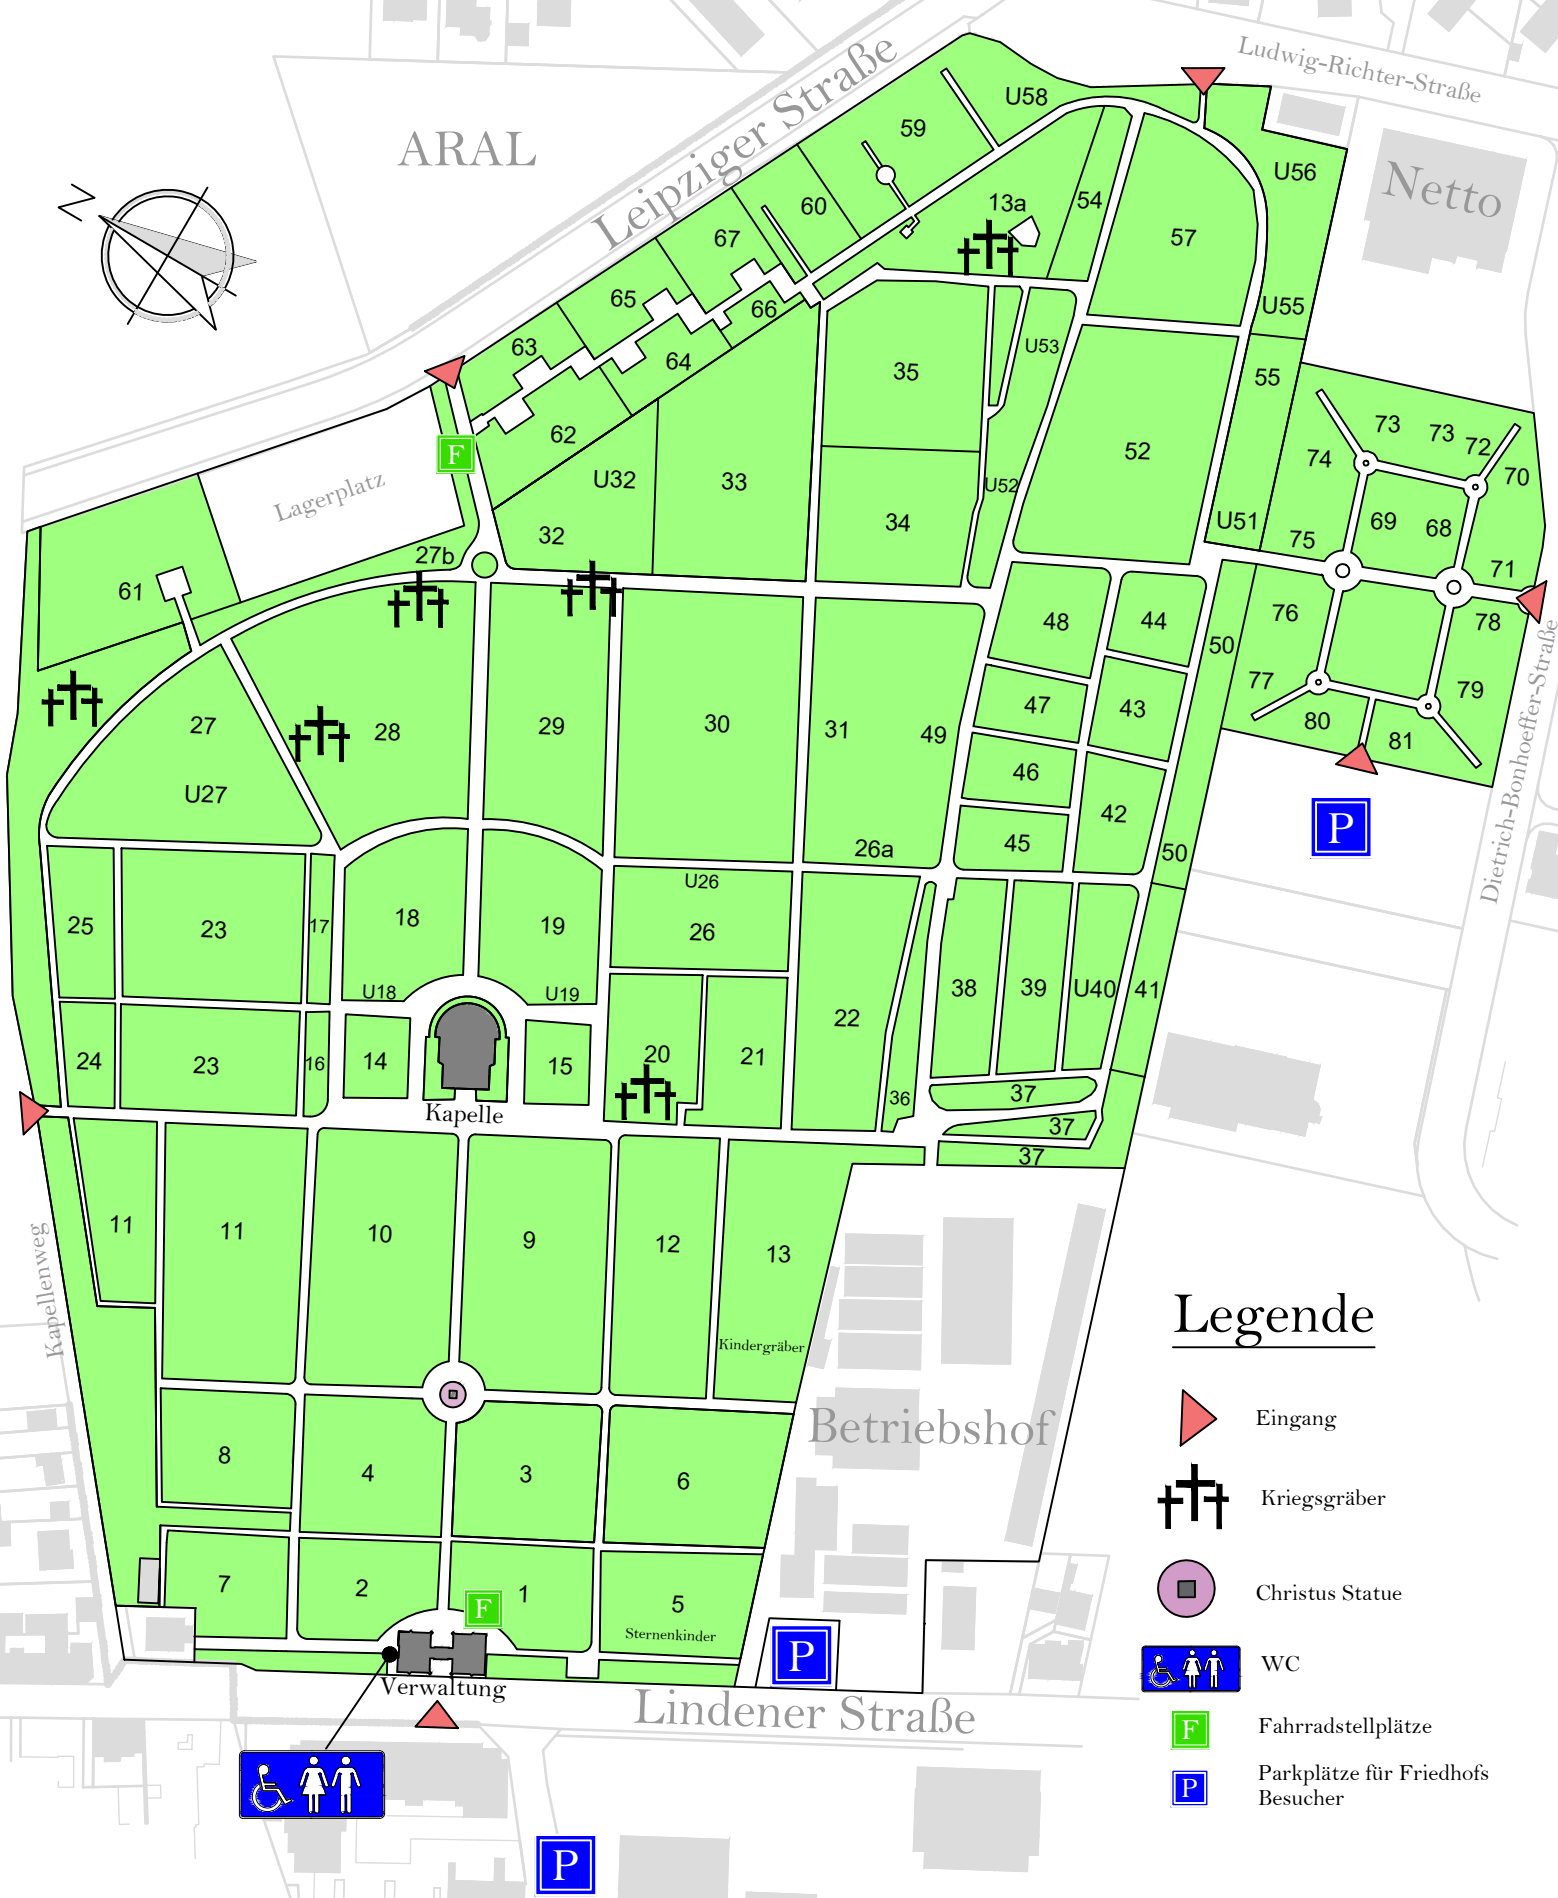 Ludwig-Richter-Straße
Leipziger Straße
ARAL
Netto
N
U58
59
U56
60
13a
54
57
67
65
66
U55
63
64
U53
35
55
62
73
73
72
74
70
52
F
U32
33
U52
34
69
68
U51
75
71
32
Lagerplatz
27b
61
48
44
76
78
50
77
79
47
43
80
81
27
28
29
30
31
49
46
42
U27
45
26a
50
P
Dietrich-Bonhoeffer-Straße
U26
25
23
17
18
19
26
U18
U19
38
39
U40
41
22
24
23
16
14
15
20
21
36
37
37
37
Kapelle
Kapellenweg
11
11
10
9
12
13
Kindergräber
8
4
3
6
Betriebshof
7
2
F
1
5
Sternenkinder
P
Verwaltung
Lindener Straße
P
Legende
Eingang
Kriegsgräber
Christus Statue
WC
F
Fahrradstellplätze
P
Parkplätze für Friedhofs
Besucher